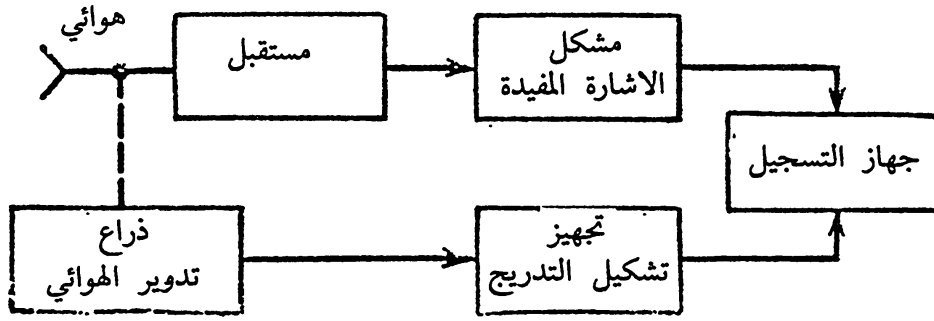 هوائي
مستقبل
مشكل
الاشارة المفيدة
جهاز التسجيل
ذراع
تدوير الهوائي
تجهيز
تشكيل التدريج